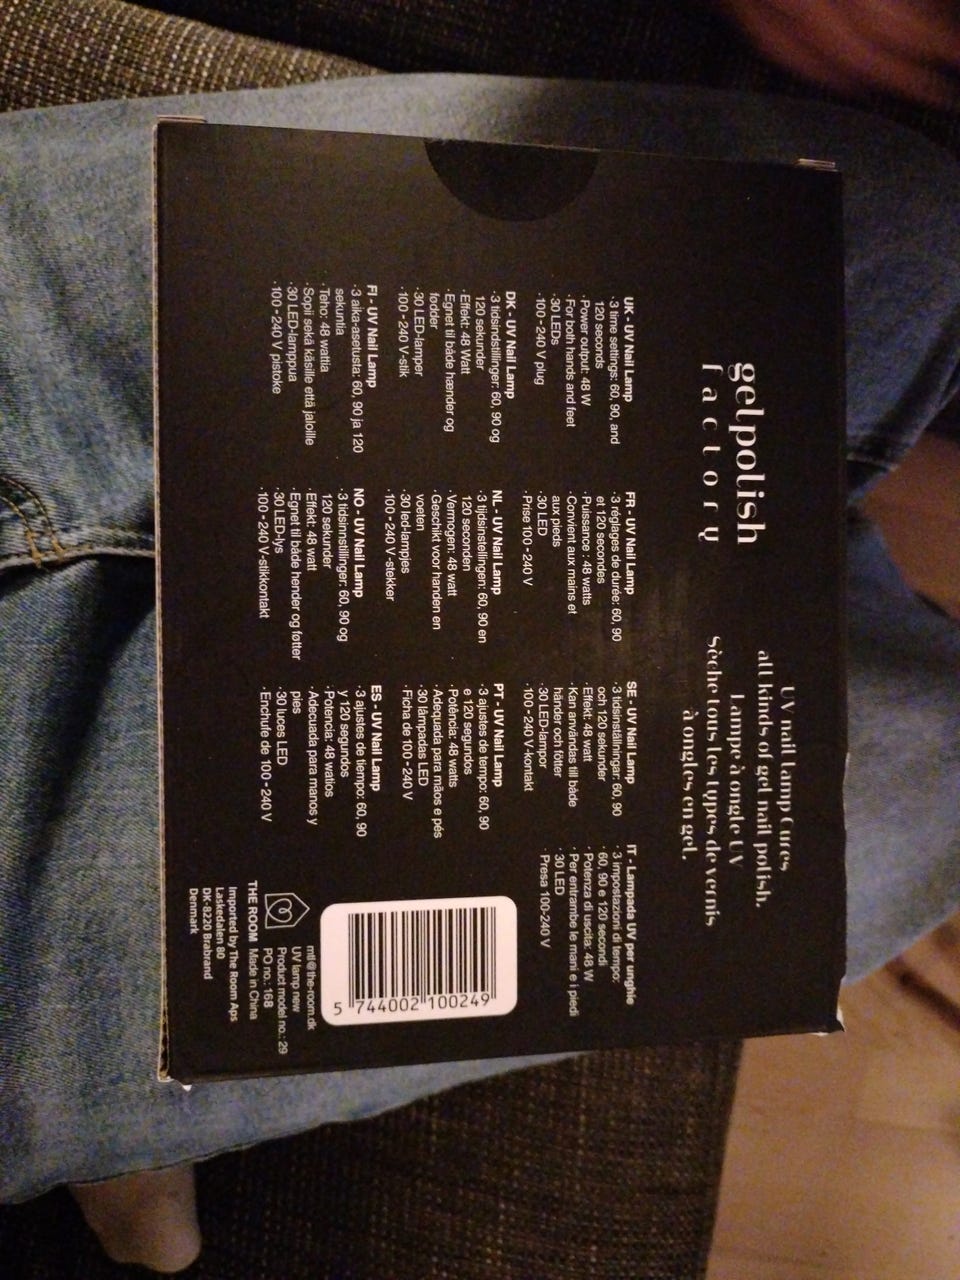 gelpolish
factory
UV nail lamp Cures
all kinds of gel nail polish.
Lampe à ongle UV
Sèche tous les types de vernis
à ongles en gel.
UK - UV Nail Lamp
· 3 time settings: 60, 90, and
120 seconds
· Power output: 48 W
· For both hands and feet
· 30 LEDs
· 100 - 240 V plug
DK - UV Nail Lamp
· 3 tidsindstillinger: 60, 90 og
120 sekunder
· Effekt: 48 Watt
· Egnet til både hænder og
fødder
· 30 LED-lamper
· 100 - 240 V-stik
FI - UV Nail Lamp
· 3 aika-asetusta: 60, 90 ja 120
sekuntia
· Teho: 48 wattia
· Sopii sekä käsille että jaloille
· 30 LED-lamppua
· 100 - 240 V pistoke
FR - UV Nail Lamp
· 3 réglages de durée: 60, 90
et 120 secondes
· Puissance : 48 watts
· Convient aux mains et
aux pieds
· 30 LED
· Prise 100 - 240 V
NL - UV Nail Lamp
· 3 tijdsinstellingen: 60, 90 en
120 seconden
· Vermogen: 48 watt
· Geschikt voor handen en
voeten
· 30 led-lampjes
· 100 - 240 V-stekker
NO - UV Nail Lamp
· 3 tidsinnstillinger: 60, 90 og
120 sekunder
· Effekt: 48 watt
· Egnet til både hender og føtter
· 30 LED-lys
· 100 - 240 V-stikkontakt
SE - UV Nail Lamp
· 3 tidsinställningar: 60, 90
och 120 sekunder
· Effekt: 48 watt
· Kan användas till både
händer och fötter
· 30 LED-lampor
· 100 - 240 V-kontakt
PT - UV Nail Lamp
· 3 ajustes de tempo: 60, 90
e 120 segundos
· Potência: 48 watts
· Adequada para mãos e pés
· 30 lâmpadas LED
· Ficha de 100 - 240 V
ES - UV Nail Lamp
· 3 ajustes de tiempo: 60, 90
y 120 segundos
· Potencia: 48 watios
· Adecuada para manos y
pies
· 30 luces LED
· Enchufe de 100 - 240 V
IT - Lampada UV per unghie
· 3 impostazioni di tempo:
· 60, 90 e 120 secondi
· Potenza di uscita: 48 W
· Per entrambe le mani e i piedi
· 30 LED
· Presa 100-240 V
5 744002 100249
mtl@the-room.dk
UV lamp new
Product model no.: 29
PO no.: 168
Made in China
THE ROOM
Imported by The Room Aps
Laskedalen 80
DK-8220 Brabrand
Denmark